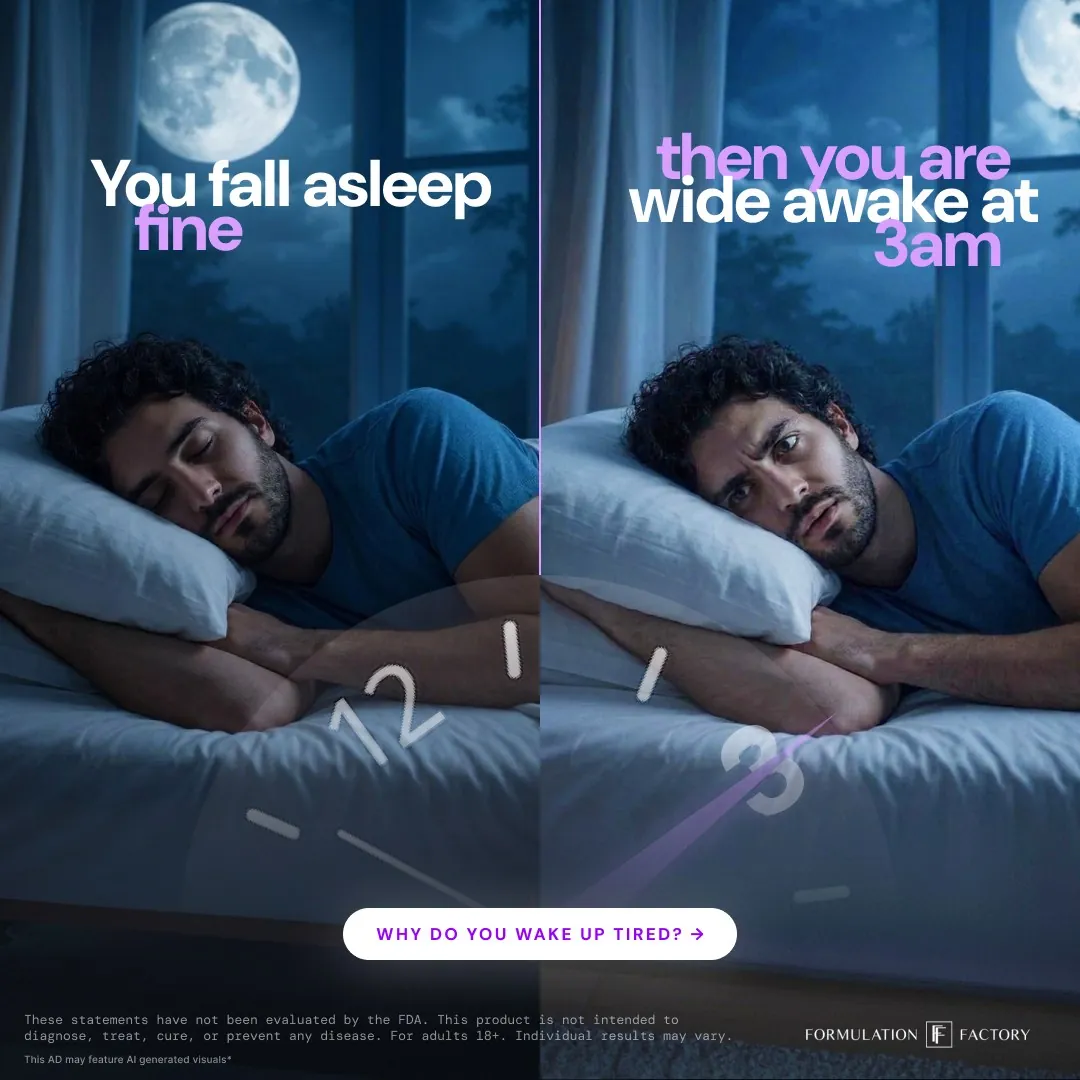 You fall asleep
fine
then you are
wide awake at
3am
12
3
WHY DO YOU WAKE UP TIRED? →
These statements have not been evaluated by the FDA. This product is not intended to
diagnose, treat, cure, or prevent any disease. For adults 18+. Individual results may vary.
This AD may feature AI generated visuals*
FORMULATION FF FACTORY